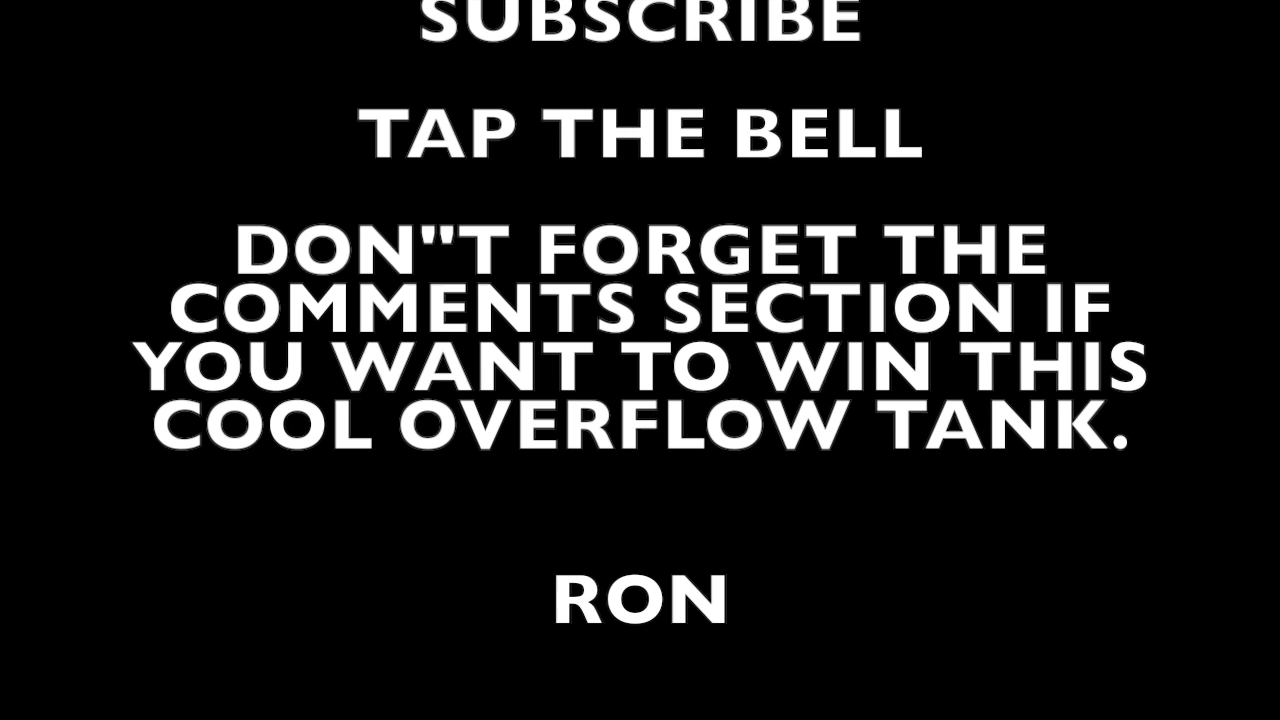 SUBSCRIBE
TAP THE BELL
DON"T FORGET THE
COMMENTS SECTION IF
YOU WANT TO WIN THIS
COOL OVERFLOW TANK.
RON